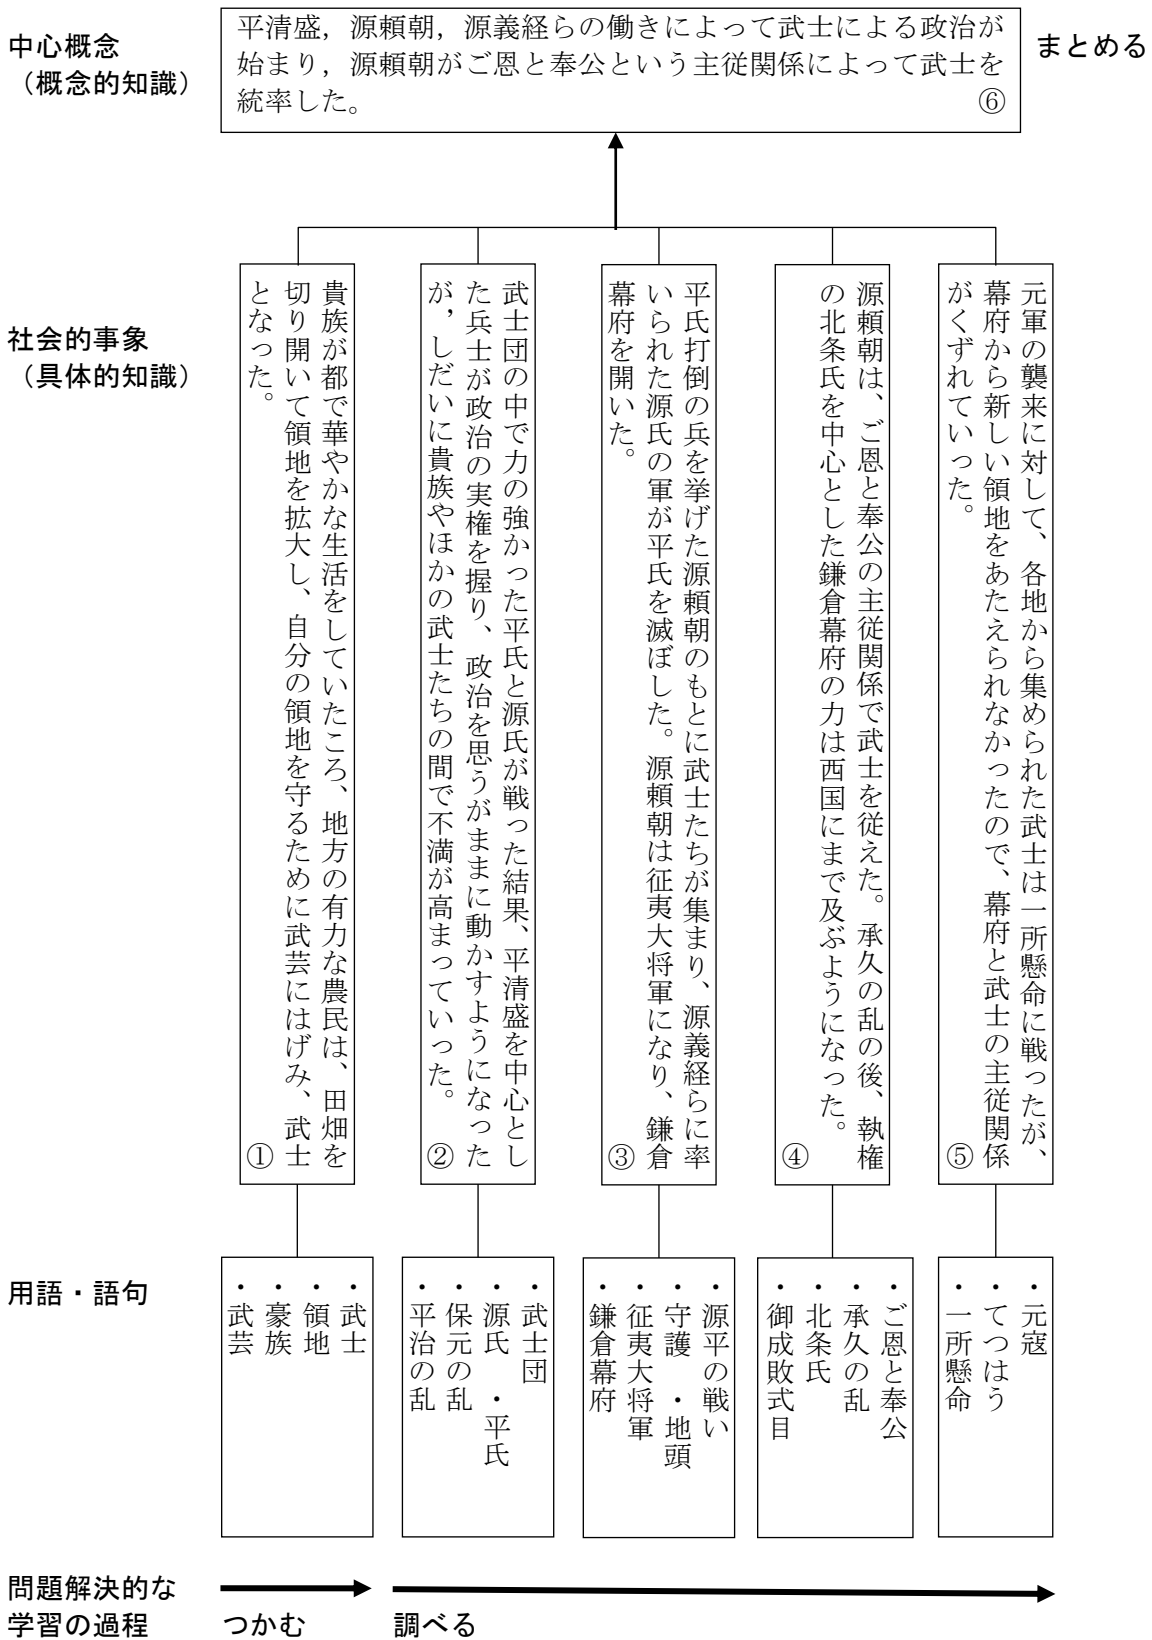 中心概念
（概念的知識）
平清盛，源頼朝，源義経らの働きによって武士による政治が
始まり，源頼朝がご恩と奉公という主従関係によって武士を
統率した。 ⑥
まとめる
社会的事象
（具体的知識）
貴族が都で華やかな生活をしていたころ、地方の有力な農民は、田畑を
切り開いて領地を拡大し、自分の領地を守るために武芸にはげみ、武士
となった。 ①
武士団の中で力の強かった平氏と源氏が戦った結果、平清盛を中心とし
た兵士が政治の実権を握り、政治を思うがままに動かすようになった
が，しだいに貴族やほかの武士たちの間で不満が高まっていった。 ②
平氏打倒の兵を挙げた源頼朝のもとに武士たちが集まり、源義経らに率
いられた源氏の軍が平氏を滅ぼした。源頼朝は征夷大将軍になり、鎌倉
幕府を開いた。 ③
源頼朝は、ご恩と奉公の主従関係で武士を従えた。承久の乱の後、執権
の北条氏を中心とした鎌倉幕府の力は西国にまで及ぶようになった。 ④
元軍の襲来に対して、各地から集められた武士は一所懸命に戦ったが、
幕府から新しい領地をあたえられなかったので、幕府と武士の主従関係
がくずれていった。 ⑤
用語・語句
・武士
・領地
・豪族
・武芸
・武士団
・源氏・平氏
・保元の乱
・平治の乱
・源平の戦い
・守護・地頭
・征夷大将軍
・鎌倉幕府
・ご恩と奉公
・承久の乱
・北条氏
・御成敗式目
・元寇
・てつはう
・一所懸命
問題解決的な
学習の過程
つかむ
調べる